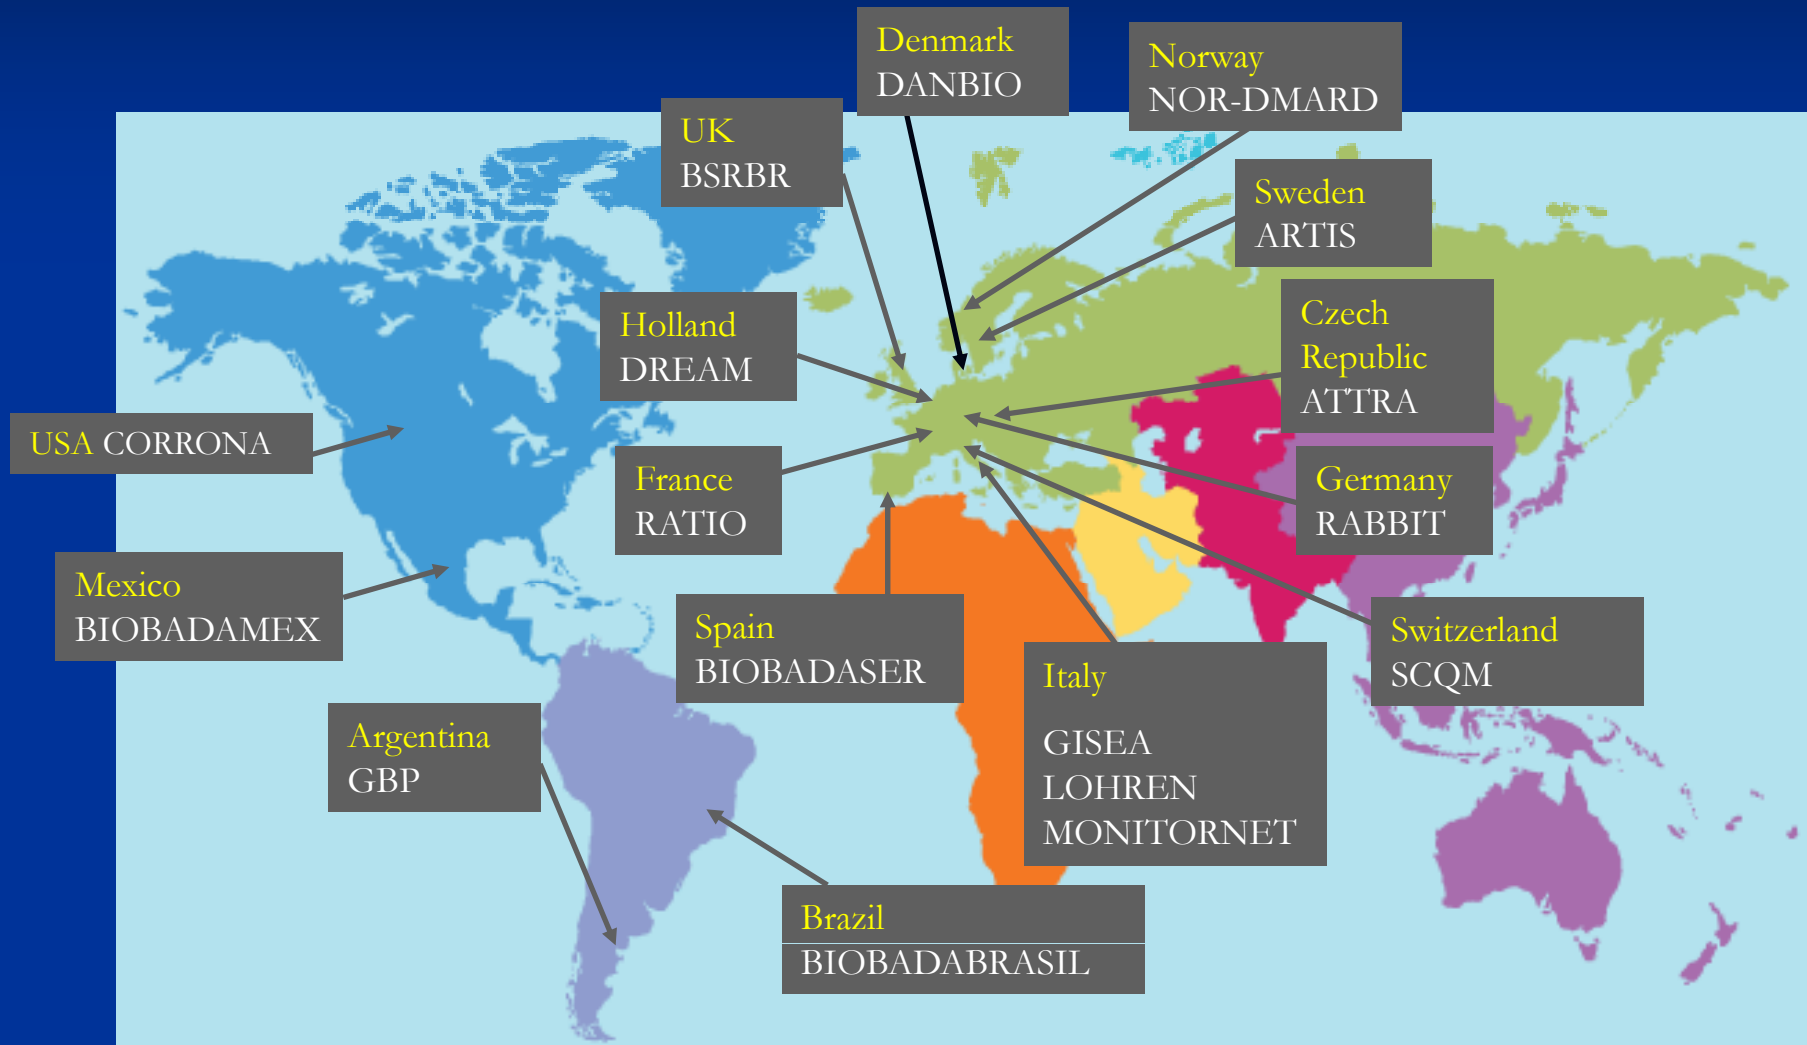 Denmark
DANBIO
Norway
NOR-DMARD
UK
BSRBR
Sweden
ARTIS
Holland
DREAM
Czech
Republic
ATTRA
USA CORRONA
France
RATIO
Germany
RABBIT
Mexico
BIOBADAMEX
Spain
BIOBADASER
Switzerland
SCQM
Italy
GISEA
LOHREN
MONITORNET
Argentina
GBP
Brazil
BIOBADABRASIL